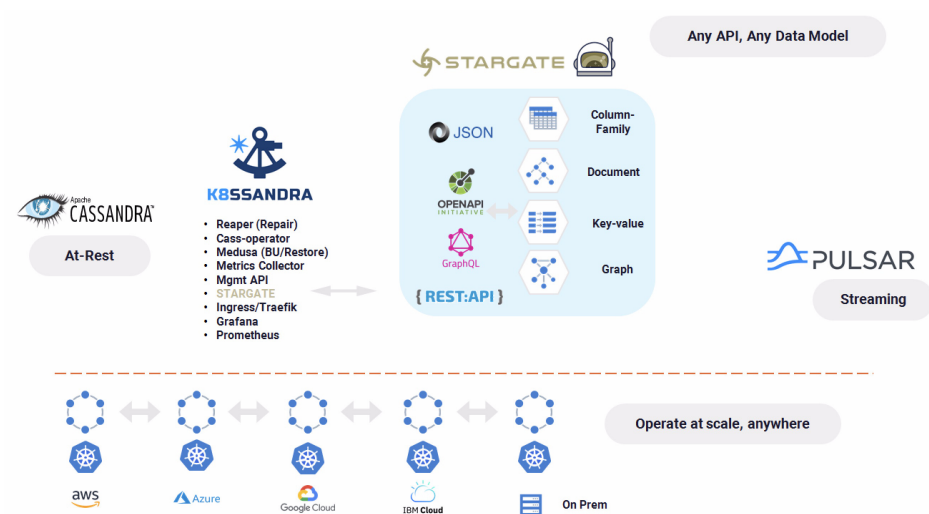 Any API, Any Data Model
STARGATE
JSON
Column-
Family
Document
OPENAPI
INITIATIVE
Key-value
GraphQL
Graph
{ REST:API }
K8SSANDRA
• Reaper (Repair)
• Cass-operator
• Medusa (BU/Restore)
• Metrics Collector
• Mgmt API
• STARGATE
• Ingress/Traefik
• Grafana
• Prometheus
Apache
CASSANDRA™
At-Rest
PULSAR
Streaming
Operate at scale, anywhere
aws
Azure
Google Cloud
IBM Cloud
On Prem